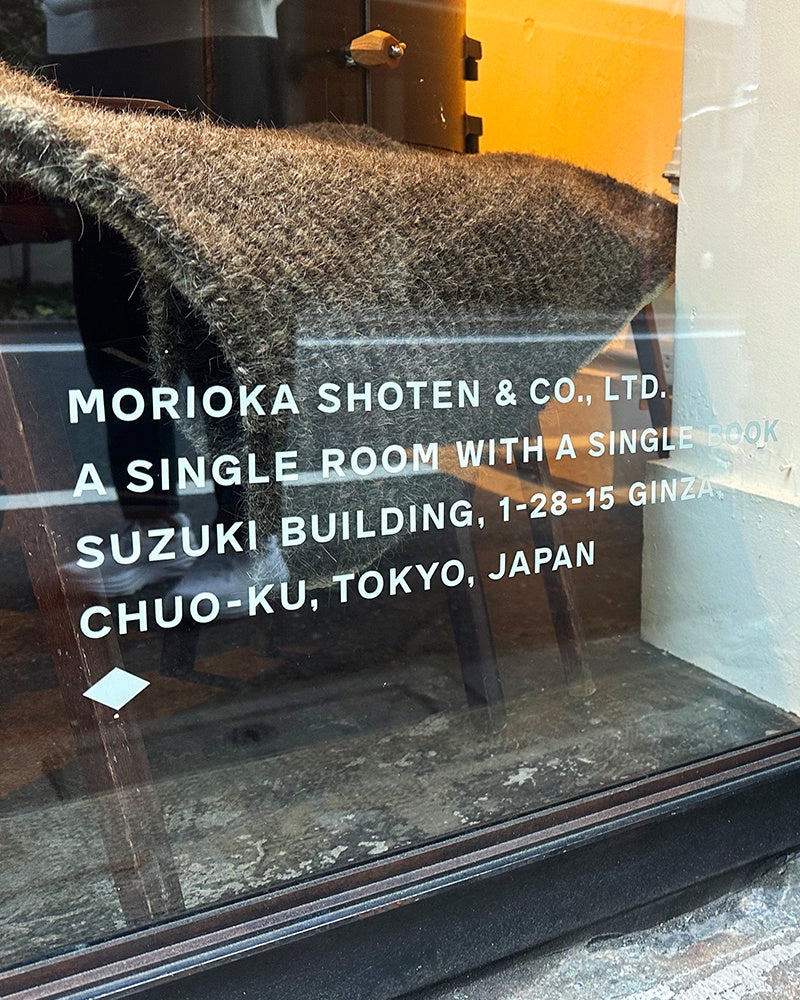 MORIOKA SHOTEN & CO., LTD.
A SINGLE ROOM WITH A SINGLE BOOK
SUZUKI BUILDING, 1-28-15 GINZA,
CHUO-KU, TOKYO, JAPAN